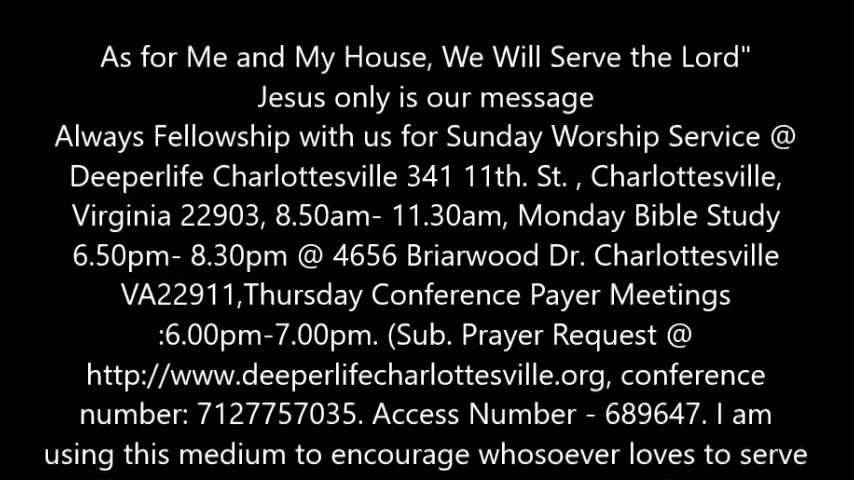 As for Me and My House, We Will Serve the Lord"
Jesus only is our message
Always Fellowship with us for Sunday Worship Service @
Deeperlife Charlottesville 341 11th. St. , Charlottesville,
Virginia 22903, 8.50am- 11.30am, Monday Bible Study
6.50pm- 8.30pm @ 4656 Briarwood Dr. Charlottesville
VA22911,Thursday Conference Payer Meetings
:6.00pm-7.00pm. (Sub. Prayer Request @
http://www.deeperlifecharlottesville.org, conference
number: 7127757035. Access Number - 689647. I am
using this medium to encourage whosoever loves to serve